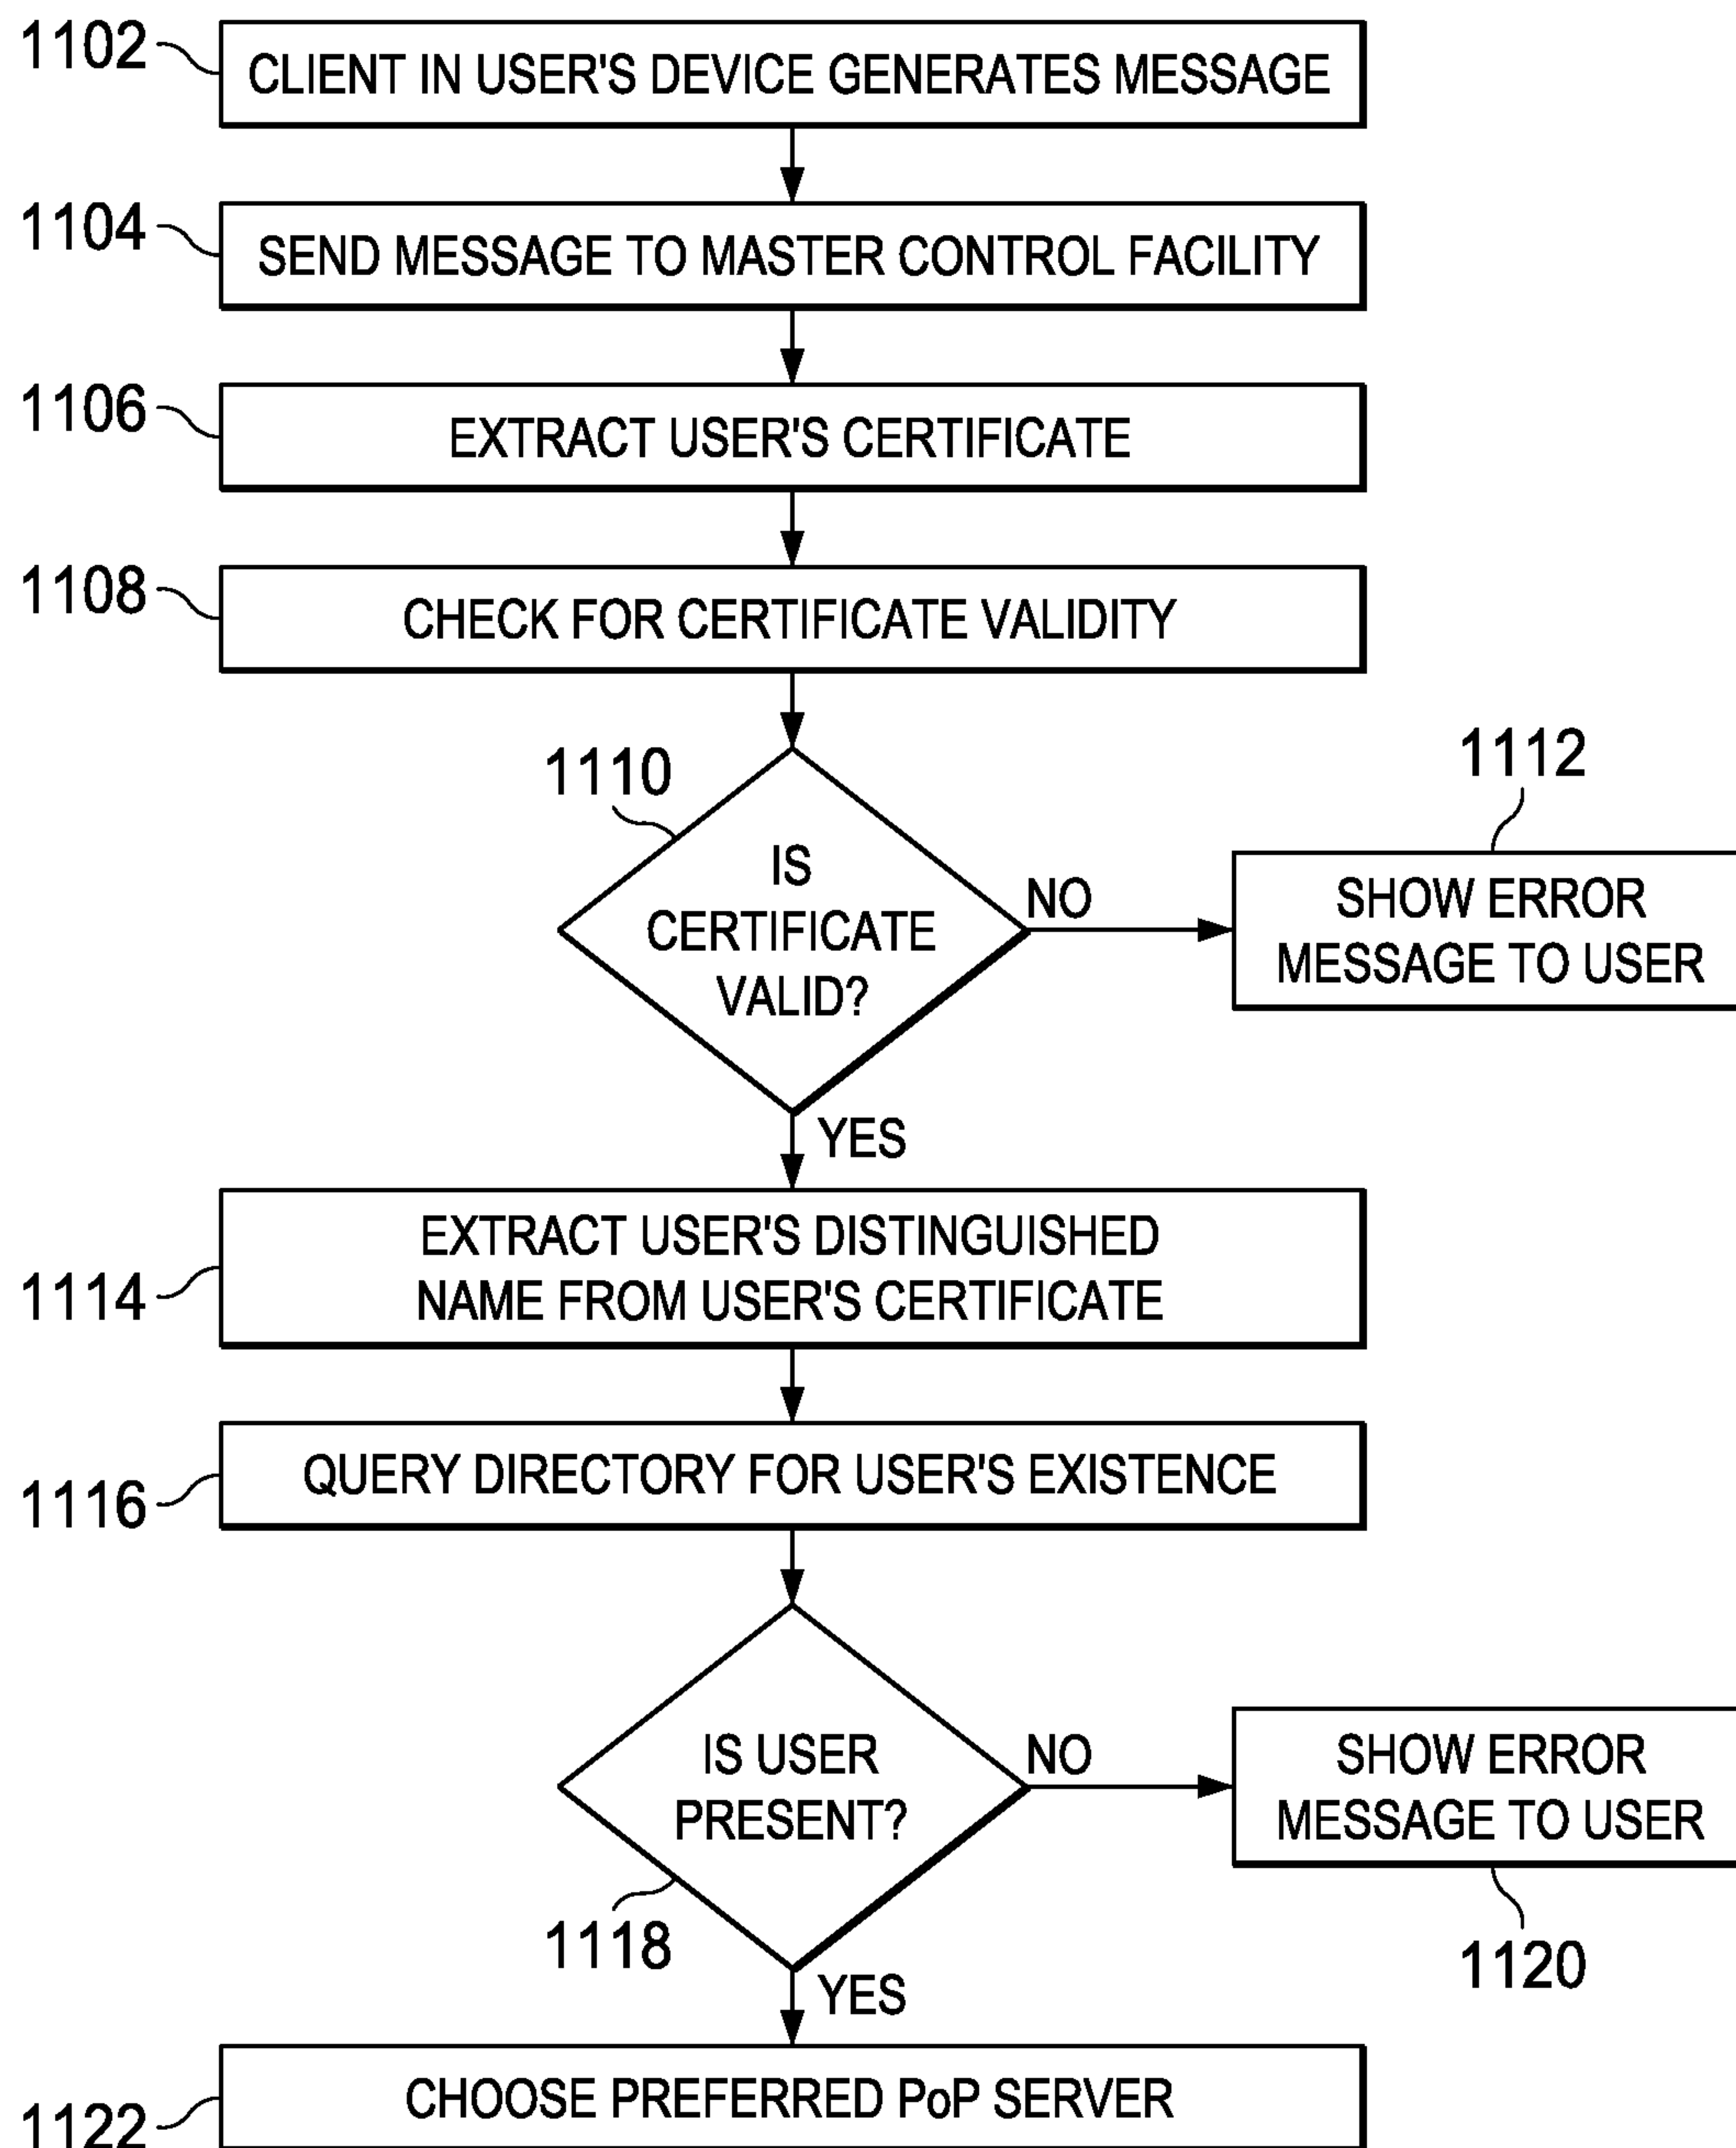 1102
CLIENT IN USER'S DEVICE GENERATES MESSAGE
1104
SEND MESSAGE TO MASTER CONTROL FACILITY
1106
EXTRACT USER'S CERTIFICATE
1108
CHECK FOR CERTIFICATE VALIDITY
1110
IS
CERTIFICATE
VALID?
NO
1112
SHOW ERROR
MESSAGE TO USER
YES
1114
EXTRACT USER'S DISTINGUISHED
NAME FROM USER'S CERTIFICATE
1116
QUERY DIRECTORY FOR USER'S EXISTENCE
IS USER
PRESENT?
1118
NO
SHOW ERROR
MESSAGE TO USER
1120
YES
1122
CHOOSE PREFERRED PoP SERVER